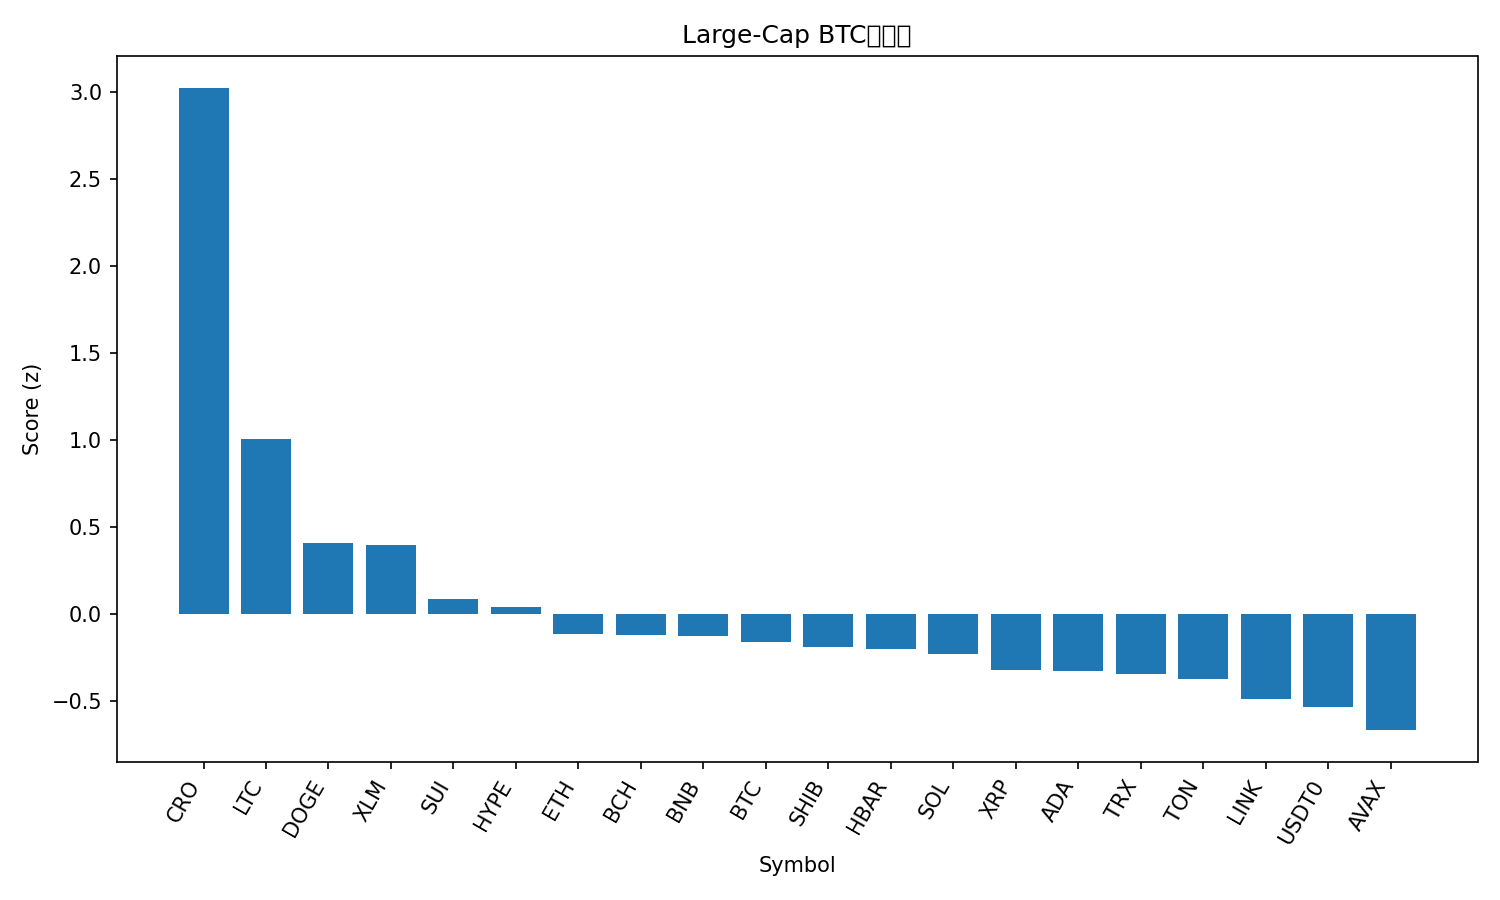 Large-Cap BTC
3.0
2.5
2.0
1.5
1.0
0.5
0.0
−0.5
Score (z)
CRO
LTC
DOGE
XLM
SUI
HYPE
ETH
BCH
BNB
BTC
SHIB
HBAR
SOL
XRP
ADA
TRX
TON
LINK
USDT0
AVAX
Symbol